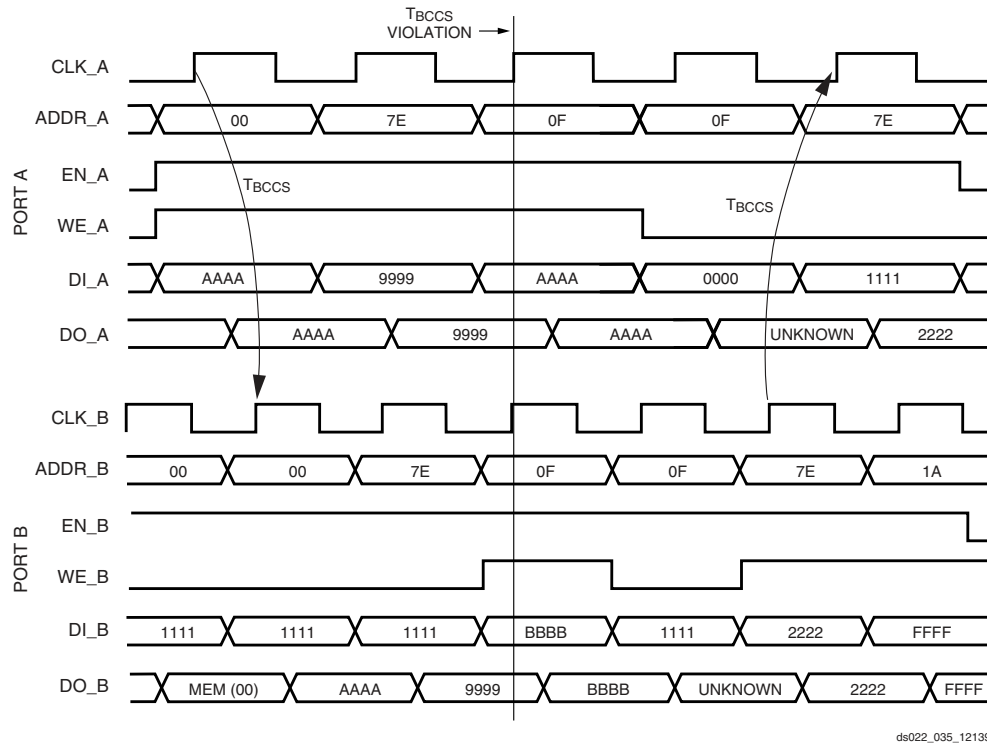 TBCCS
VIOLATION
CLK_A
ADDR_A 00 7E 0F 0F 7E
EN_A
TBCCS
TBCCS
WE_A
PORT A
DI_A AAAA 9999 AAAA 0000 1111
DO_A AAAA 9999 AAAA UNKNOWN 2222
CLK_B
ADDR_B 00 00 7E 0F 0F 7E 1A
EN_B
WE_B
PORT B
DI_B 1111 1111 1111 BBBB 1111 2222 FFFF
DO_B MEM (00) AAAA 9999 BBBB UNKNOWN 2222 FFFF